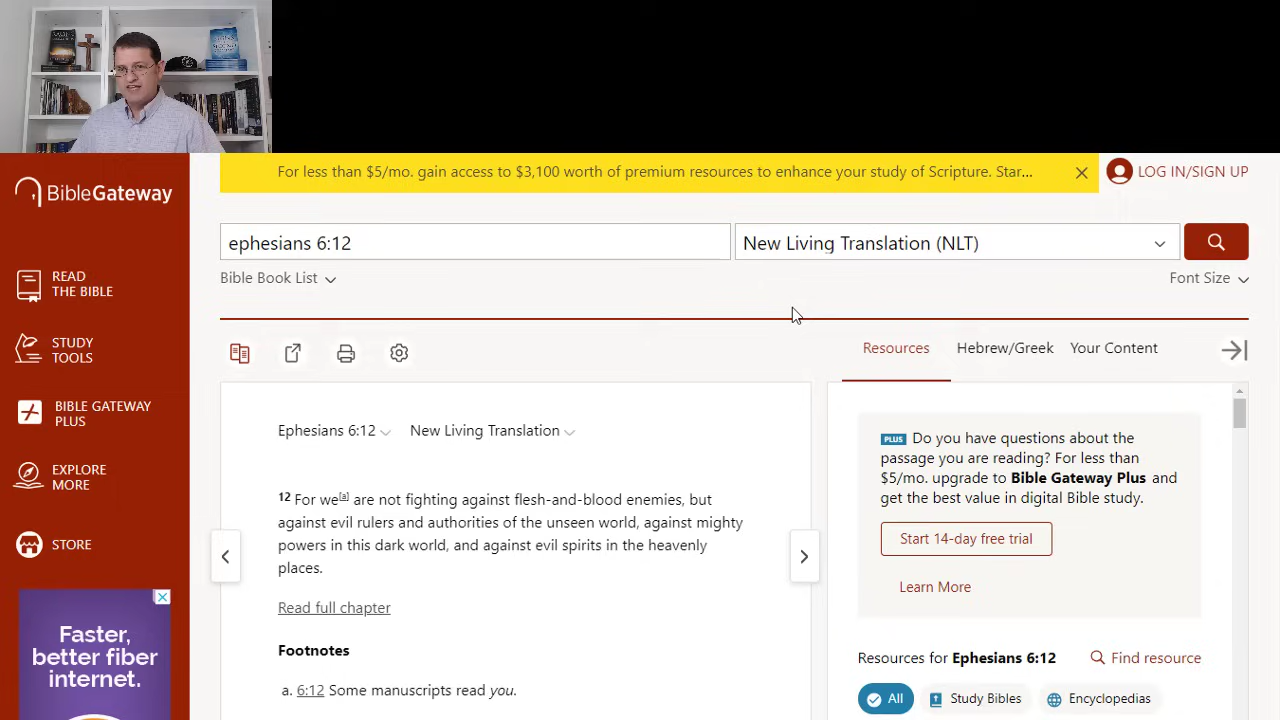 For less than $5/mo. gain access to $3,100 worth of premium resources to enhance your study of Scripture. Star...
LOG IN/SIGN UP
BibleGateway
ephesians 6:12
New Living Translation (NLT)
Bible Book List
Font Size
READ
THE BIBLE
STUDY
TOOLS
BIBLE GATEWAY
PLUS
EXPLORE
MORE
STORE
Faster,
better fiber
internet.
Ephesians 6:12
New Living Translation
12 For we[a] are not fighting against flesh-and-blood enemies, but
against evil rulers and authorities of the unseen world, against mighty
powers in this dark world, and against evil spirits in the heavenly
places.
Read full chapter
Footnotes
a. 6:12 Some manuscripts read you.
Resources
Hebrew/Greek
Your Content
PLUS Do you have questions about the
passage you are reading? For less than
$5/mo. upgrade to Bible Gateway Plus and
get the best value in digital Bible study.
Start 14-day free trial
Learn More
Resources for Ephesians 6:12
Find resource
All
Study Bibles
Encyclopedias